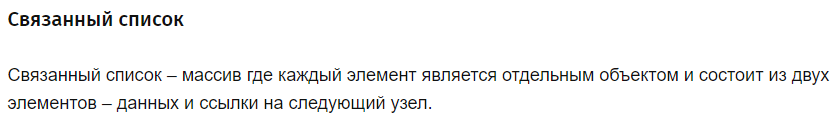 Связанный список
Связанный список – массив где каждый элемент является отдельным объектом и состоит из двух
элементов – данных и ссылки на следующий узел.